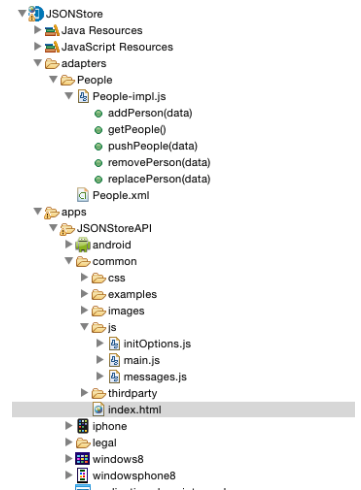 JSONStore
Java Resources
JavaScript Resources
adapters
People
People-impl.js
addPerson(data)
getPeople()
pushPeople(data)
removePerson(data)
replacePerson(data)
People.xml
apps
JSONStoreAPI
android
common
css
examples
images
js
initOptions.js
main.js
messages.js
thirdparty
index.html
iphone
legal
windows8
windowsphone8